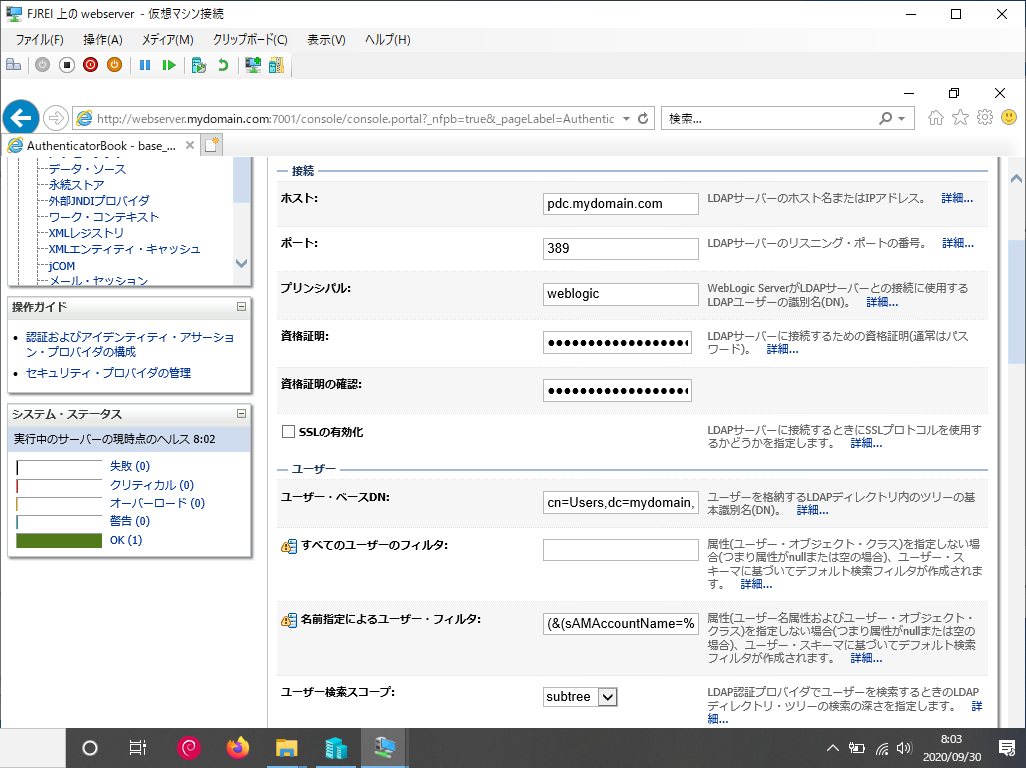 FJREI 上の webserver - 仮想マシン接続
ファイル(F) 操作(A) メディア(M) クリップボード(C) 表示(V) ヘルプ(H)
http://webserver.mydomain.com:7001/console/console.portal?_nfpb=true&_pageLabel=Authentic
検索...
AuthenticatorBook - base_...
データ・ソース
永続ストア
外部JNDIプロバイダ
ワーク・コンテキスト
XMLレジストリ
XMLエンティティ・キャッシュ
jCOM
メール・セッション
操作ガイド
認証およびアイデンティティ・アサーショ
ン・プロバイダの構成
セキュリティ・プロバイダの管理
システム・ステータス
実行中のサーバーの現時点のヘルス 8:02
失敗 (0)
クリティカル (0)
オーバーロード (0)
警告 (0)
OK (1)
接続
ホスト:
pdc.mydomain.com
LDAPサーバーのホスト名またはIPアドレス。 詳細...
ポート:
389
LDAPサーバーのリスニング・ポートの番号。 詳細...
プリンシパル:
weblogic
WebLogic ServerがLDAPサーバーとの接続に使用する
LDAPユーザーの識別名(DN)。 詳細...
資格証明:
●●●●●●●●●●●●●●●●●
LDAPサーバーに接続するための資格証明(通常はパス
ワード)。 詳細...
資格証明の確認:
●●●●●●●●●●●●●●●●●
SSLの有効化
LDAPサーバーに接続するときにSSLプロトコルを使用す
るかどうかを指定します。 詳細...
ユーザー
ユーザー・ベースDN:
cn=Users,dc=mydomain,
ユーザーを格納するLDAPディレクトリ内のツリーの基
本識別名(DN)。 詳細...
すべてのユーザーのフィルタ:
属性(ユーザー・オブジェクト・クラス)を指定しない場
合(つまり属性がnullまたは空の場合)、ユーザー・ス
キーマに基づいてデフォルト検索フィルタが作成されま
す。 詳細...
名前指定によるユーザー・フィルタ:
(&(sAMAccountName=%
属性(ユーザー名属性およびユーザー・オブジェクト・
クラス)を指定しない場合(つまり属性がnullまたは空の
場合)、ユーザー・スキーマに基づいてデフォルト検索
フィルタが作成されます。 詳細...
ユーザー検索スコープ:
subtree
LDAP認証プロバイダでユーザーを検索するときのLDAP
ディレクトリ・ツリーの検索の深さを指定します。 詳
細...
8:03
2020/09/30